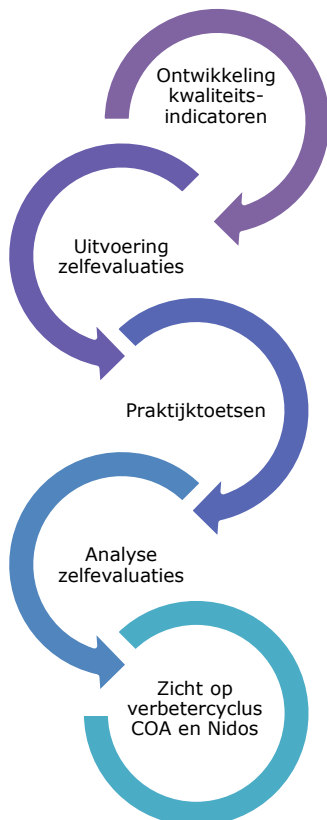 Ontwikkeling
kwaliteits-
indicatoren
Uitvoering
zelfevaluaties
Praktijktoetsen
Analyse
zelfevaluaties
Zicht op
verbetercyclus
COA en Nidos